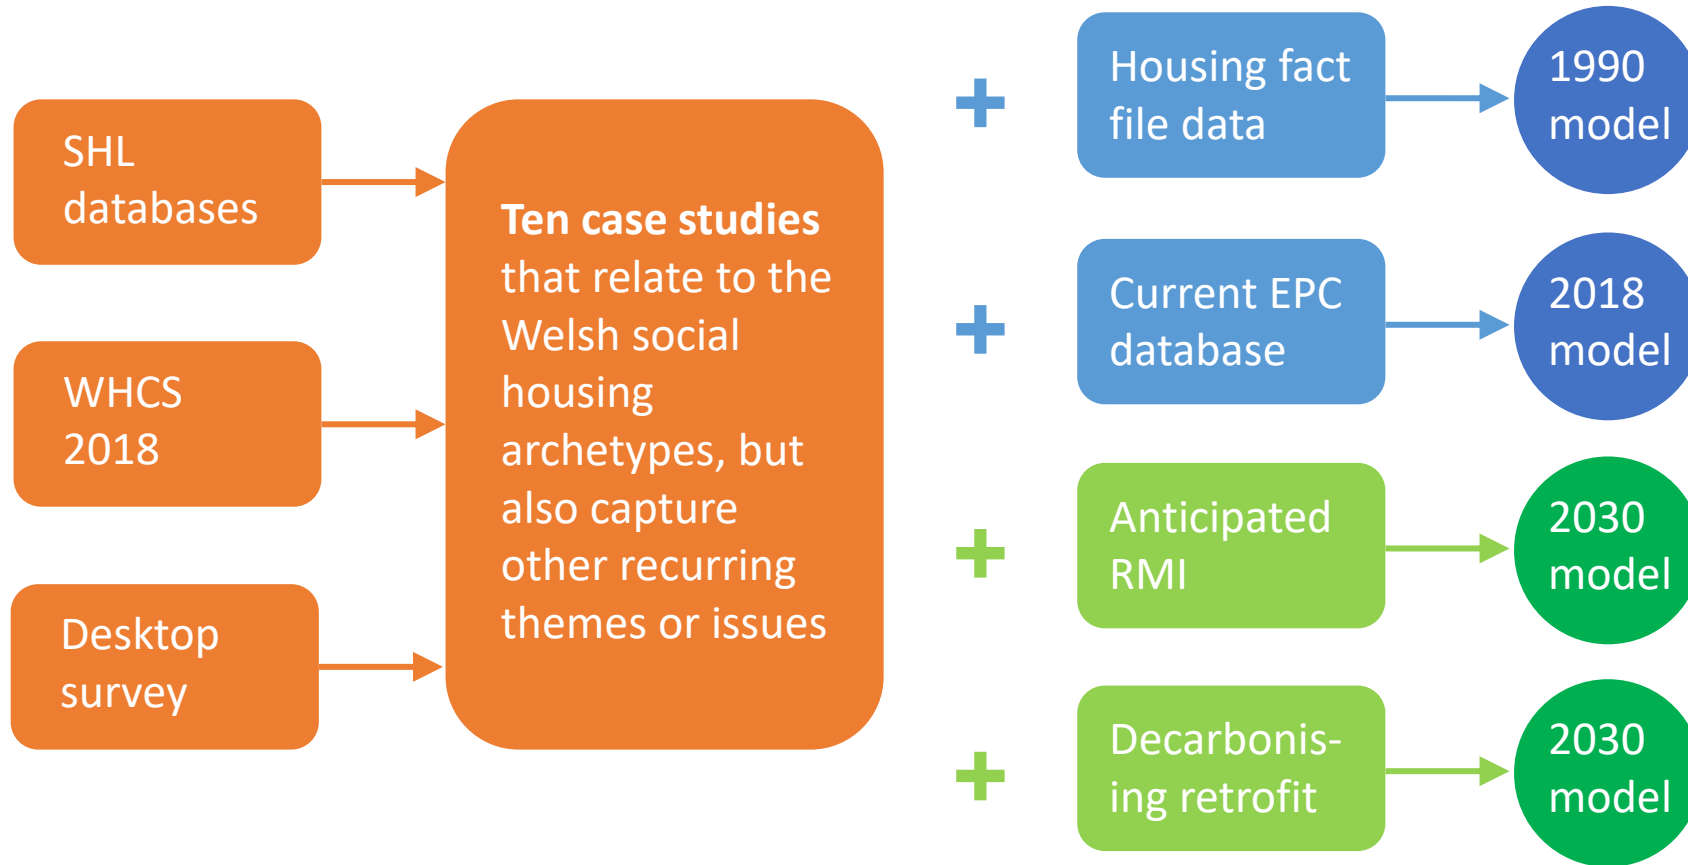 SHL
databases
WHCS
2018
Desktop
survey
Ten case studies
that relate to the
Welsh social
housing
archetypes, but
also capture
other recurring
themes or issues
+
Housing fact
file data
1990
model
+
Current EPC
database
2018
model
+
Anticipated
RMI
2030
model
+
Decarbonis-
ing retrofit
2030
model